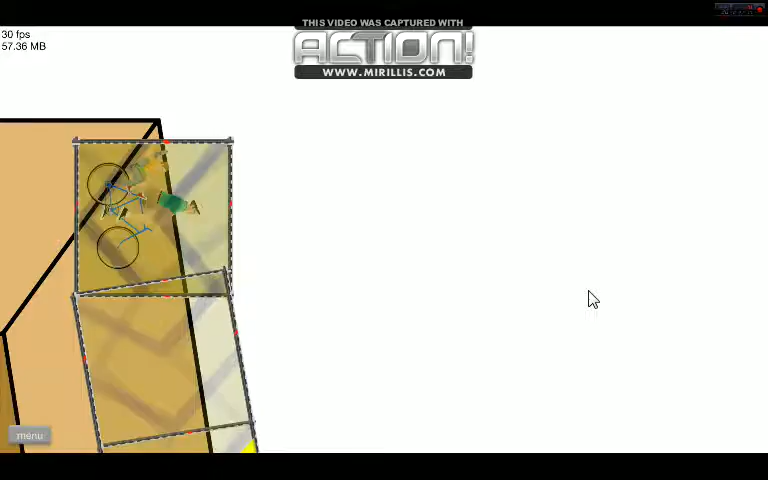 THIS VIDEO WAS CAPTURED WITH
ACTION!
WWW.MIRILLIS.COM
30 fps
57.36 MB
menu